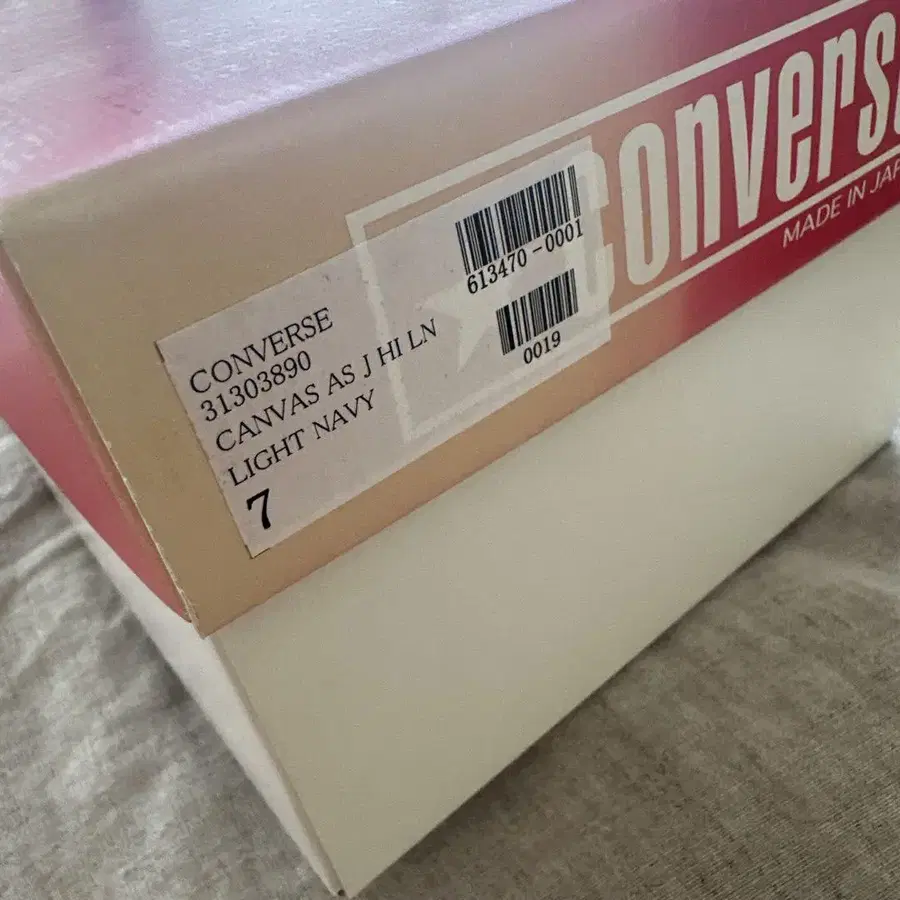 Converse
MADE IN JAP
613470-0001
0019
CONVERSE
31303890
CANVAS AS J HI LN
LIGHT NAVY
7